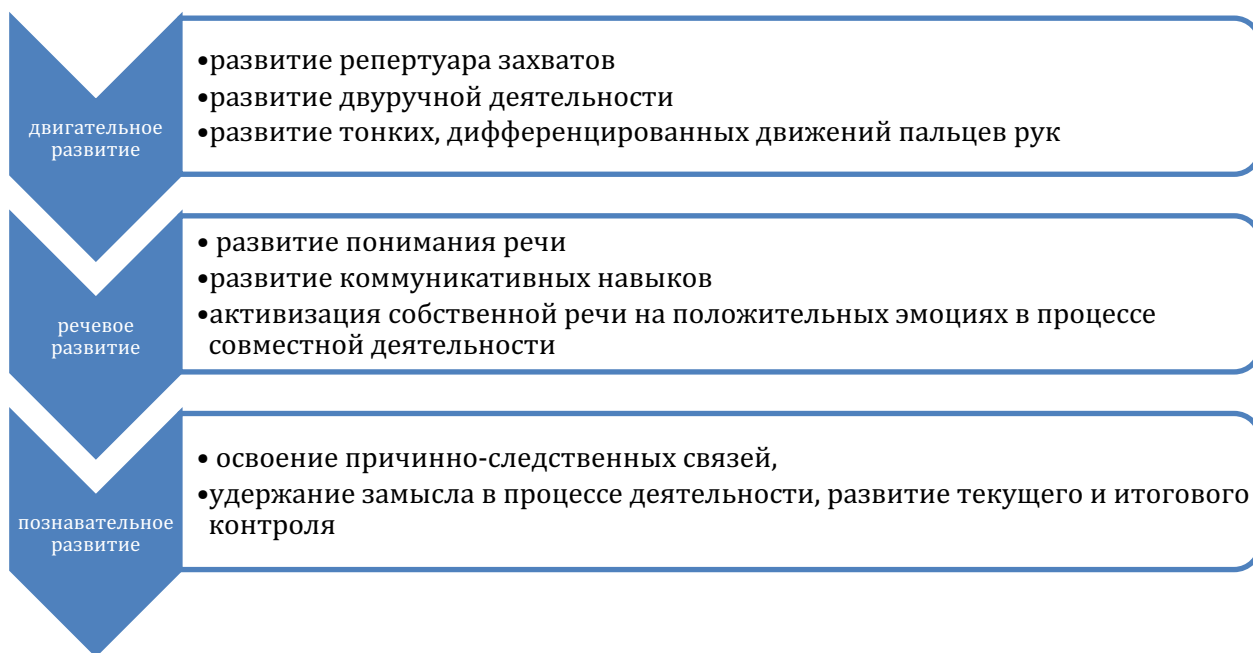 двигательное
развитие
•развитие репертуара захватов
•развитие двуручной деятельности
•развитие тонких, дифференцированных движений пальцев рук
речевое
развитие
• развитие понимания речи
•развитие коммуникативных навыков
•активизация собственной речи на положительных эмоциях в процессе
совместной деятельности
познавательное
развитие
• освоение причинно-следственных связей,
•удержание замысла в процессе деятельности, развитие текущего и итогового
контроля